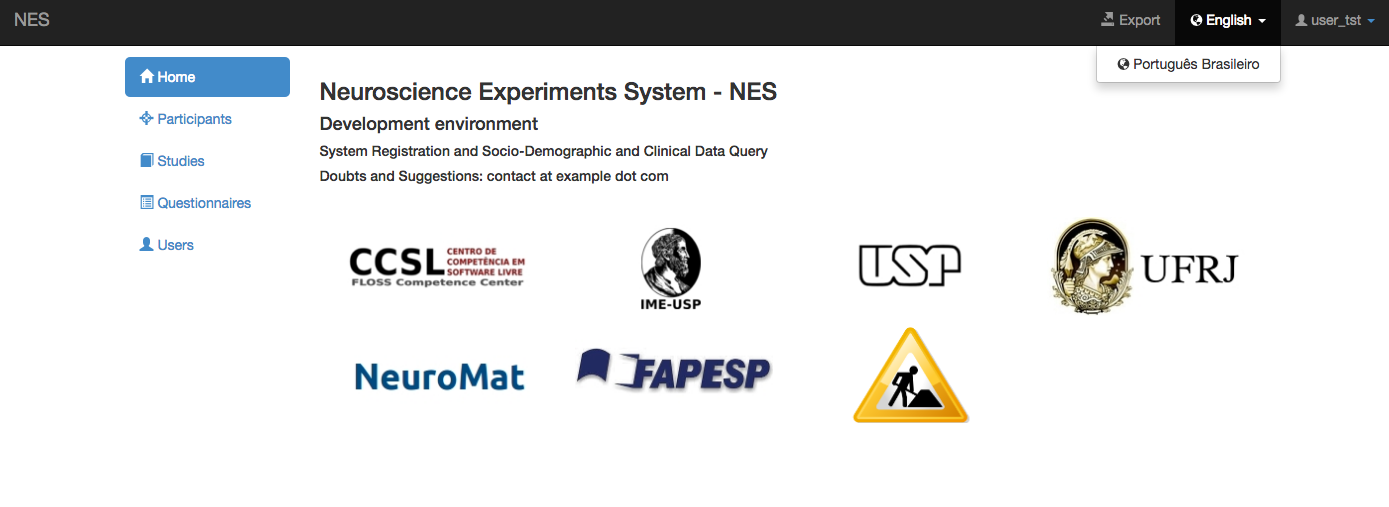 NES
Export
English
user_tst
Português Brasileiro
Home
Participants
Studies
Questionnaires
Users
Neuroscience Experiments System - NES
Development environment
System Registration and Socio-Demographic and Clinical Data Query
Doubts and Suggestions: contact at example dot com
CCSL
CENTRO DE
COMPETÊNCIA EM
SOFTWARE LIVRE
FLOSS Competence Center
IME-USP
USP
UFRJ
NeuroMat
FAPESP